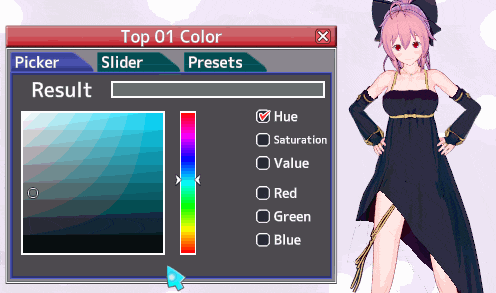 Top 01 Color
Picker Slider Presets
Result
Hue
Saturation
Value
Red
Green
Blue